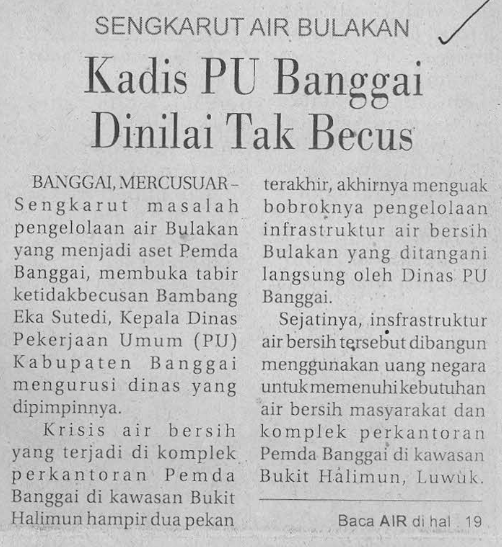 SENGKARUT AIR BULAKAN
Kadis PU Banggai
Dinilai Tak Becus
BANGGAI, MERCUSUAR –
Sengkarut masalah
pengelolaan air Bulakan
yang menjadi aset Pemda
Banggai, membuka tabir
ketidakbecusan Bambang
Eka Sutedi, Kepala Dinas
Pekerjaan Umum (PU)
Kabupaten Banggai
mengurusi dinas yang
dipimpinnya.
Krisis air bersih
yang terjadi di komplek
perkantoran Pemda
Banggai di kawasan Bukit
Halimun hampir dua pekan
terakhir, akhirnya menguak
bobroknya pengelolaan
infrastruktur air bersih
Bulakan yang ditangani
langsung oleh Dinas PU
Banggai.
Sejatinya, insfrastruktur
air bersih tersebut dibangun
menggunakan uang negara
untuk memenuhi kebutuhan
air bersih masyarakat dan
komplek perkantoran
Pemda Banggai di kawasan
Bukit Halimun, Luwuk.
Baca AIR di hal . 19